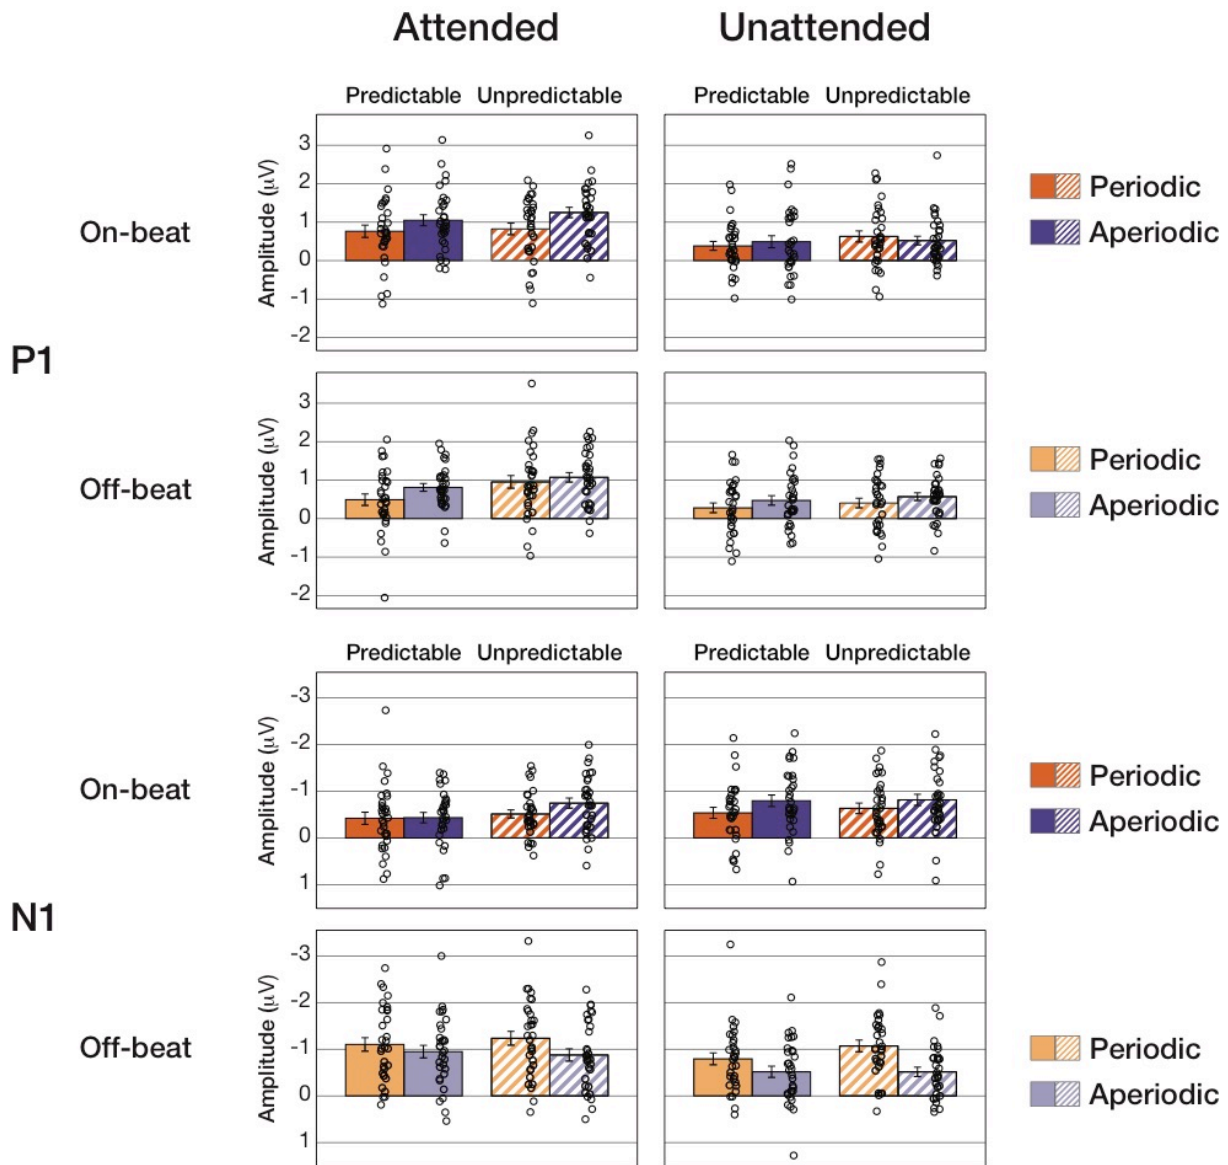 Attended Unattended
Predictable Unpredictable Predictable Unpredictable
P1
On-beat
Amplitude (μV)
3
2
1
0
-1
-2
Periodic
Aperiodic
Off-beat
Amplitude (μV)
3
2
1
0
-1
-2
Periodic
Aperiodic
Predictable Unpredictable Predictable Unpredictable
N1
On-beat
Amplitude (μV)
-3
-2
-1
0
1
Periodic
Aperiodic
Off-beat
Amplitude (μV)
-3
-2
-1
0
1
Periodic
Aperiodic